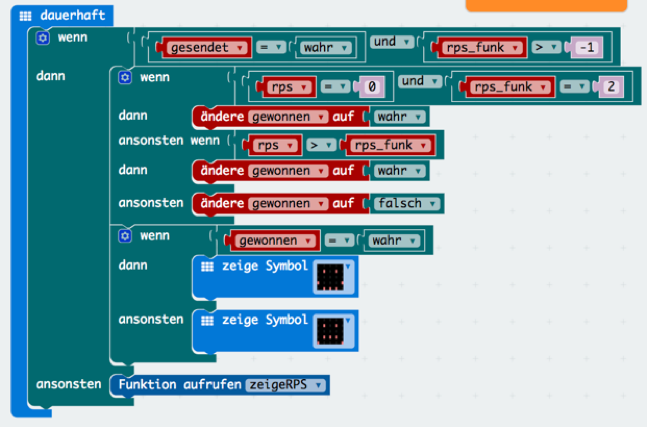 dauerhaft
wenn gesendet = wahr und rps_funk > -1
dann wenn rps = 0 und rps_funk = 2
dann ändere gewonnen auf wahr
ansonsten wenn rps > rps_funk
dann ändere gewonnen auf wahr
ansonsten ändere gewonnen auf falsch
wenn gewonnen = wahr
dann zeige Symbol
ansonsten zeige Symbol
ansonsten Funktion aufrufen zeigeRPS